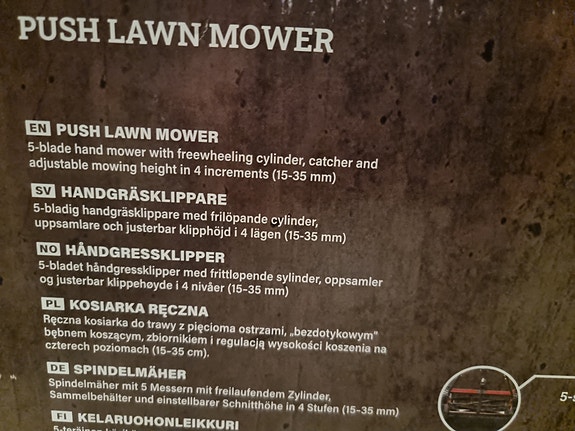 PUSH LAWN MOWER
EN PUSH LAWN MOWER
5-blade hand mower with freewheeling cylinder, catcher and
adjustable mowing height in 4 increments (15-35 mm)
SV HANDGRÄSKLIPPARE
5-bladig handgräsklippare med frilöpande cylinder,
uppsamlare och justerbar klipphöjd i 4 lägen (15-35 mm)
NO HÅNDGRESSKLIPPER
5-bladet håndgressklipper med frittløpende sylinder, oppsamler
og justerbar klippehøyde i 4 nivåer (15-35 mm)
PL KOSIARKA RĘCZNA
Ręczna kosiarka do trawy z pięcioma ostrzami, „bezdotykowym”
bębnem koszącym, zbiornikiem i regulacją wysokości koszenia na
czterech poziomach (15-35 cm).
DE SPINDELMÄHER
Spindelmäher mit 5 Messern mit freilaufendem Zylinder,
Sammelbehälter und einstellbarer Schnitthöhe in 4 Stufen (15-35 mm)
FI KELARUOHONLEIKKURI